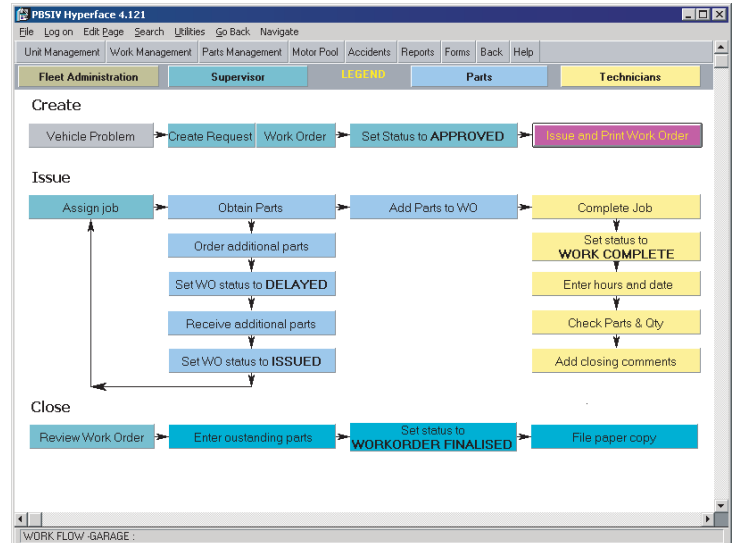 PBSIV Hyperface 4.121
File Log on Edit Page Search Utilities Go Back Navigate
Unit Management Work Management Parts Management Motor Pool Accidents Reports Forms Back Help
Fleet Administration Supervisor LEGEND Parts Technicians
Create
Vehicle Problem Create Request Work Order Set Status to APPROVED Issue and Print Work Order
Issue
Assign job Obtain Parts Add Parts to WO Complete Job
Order additional parts Set status to
WORK COMPLETE
Set WO status to DELAYED Enter hours and date
Receive additional parts Check Parts & Qty
Set WO status to ISSUED Add closing comments
Close
Review Work Order Enter oustanding parts Set status to
WORKORDER FINALISED File paper copy
WORK FLOW -GARAGE :